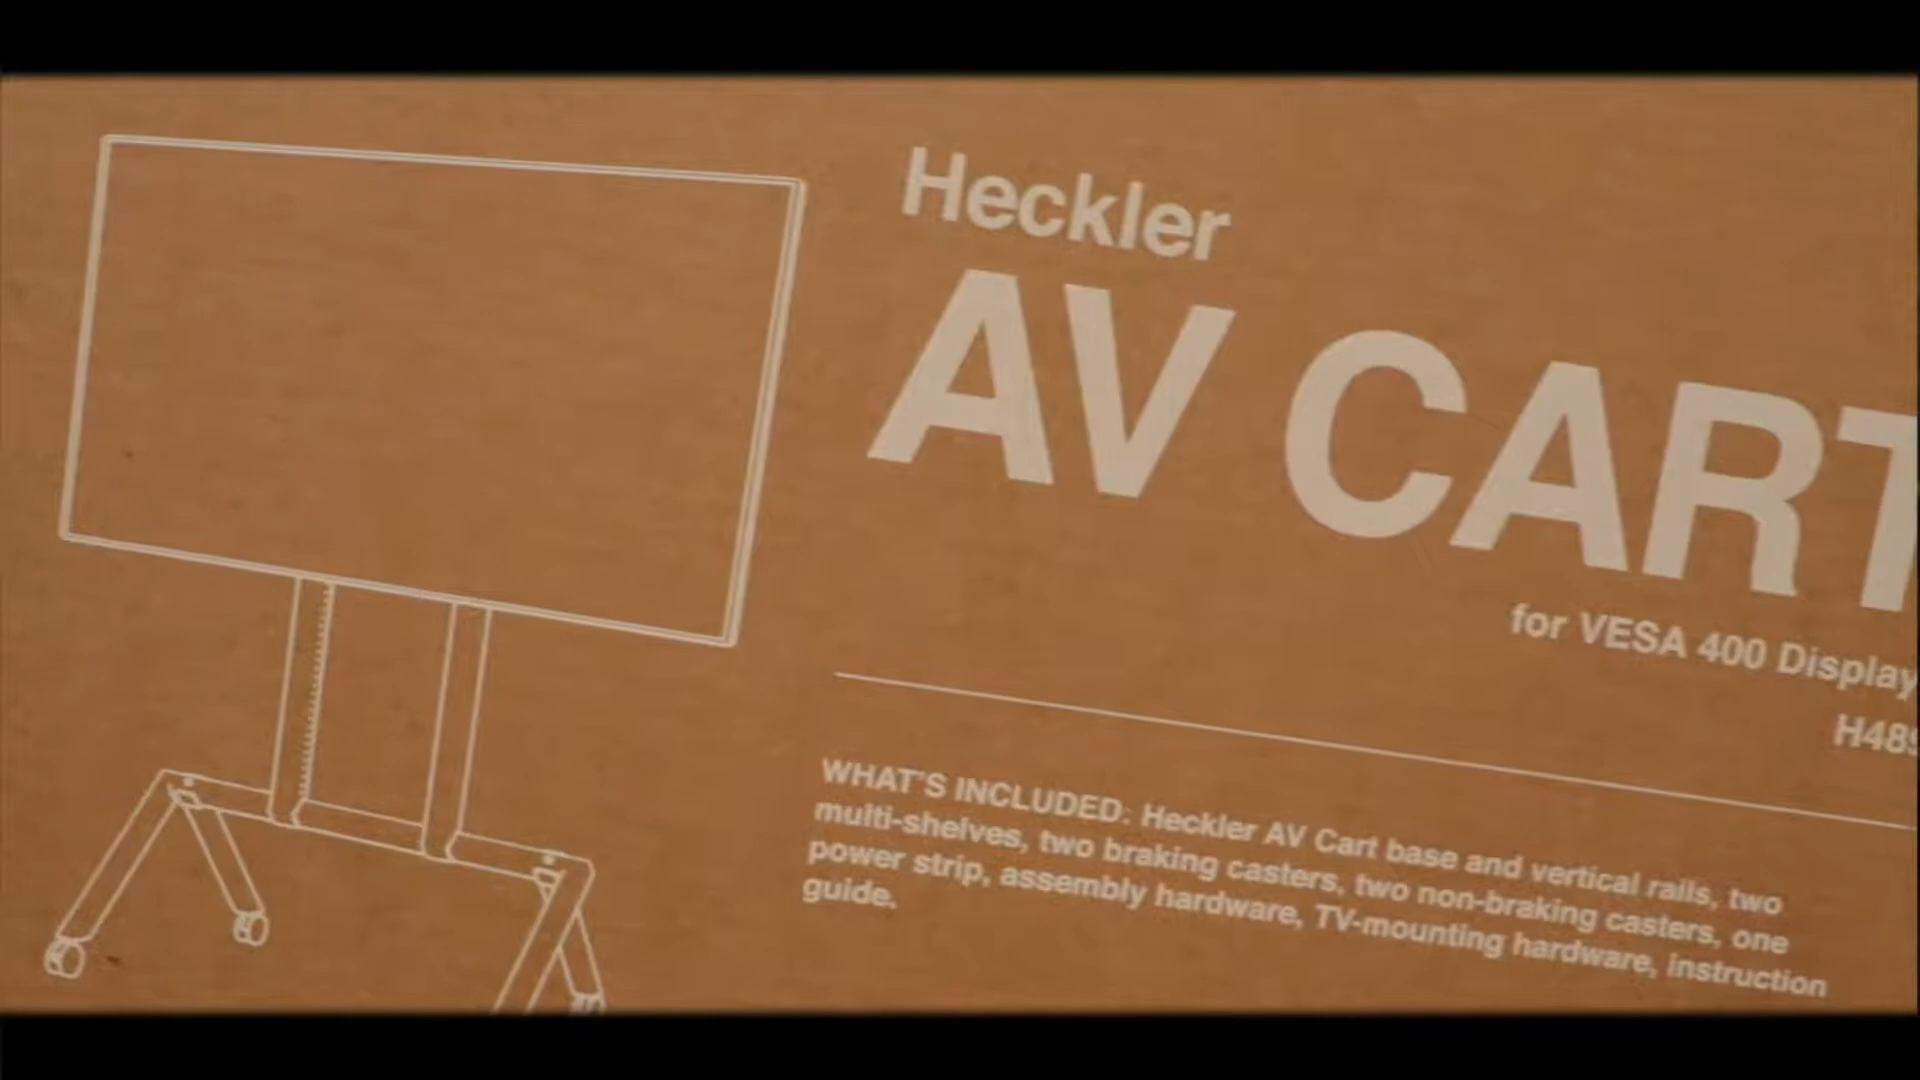 Heckler
AV CART
for VESA 400 Display
WHAT'S INCLUDED: Heckler AV Cart base and vertical rails, two
multi-shelves, two braking casters, two non-braking casters, one
power strip, assembly hardware, TV-mounting hardware, instruction
guide.